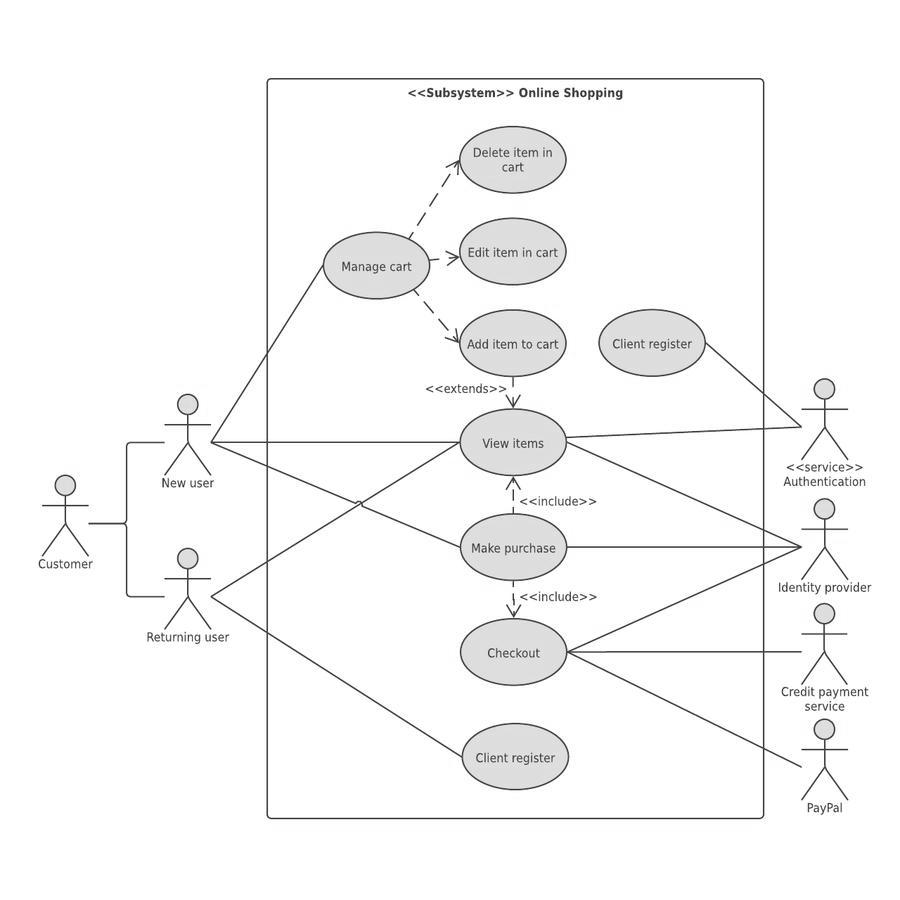 <<Subsystem>> Online Shopping
Delete item in
cart
Manage cart
Edit item in cart
Add item to cart
Client register
<<extends>>
View items
New user
<<service>>
Authentication
<<include>>
Make purchase
Customer
Identity provider
<<include>>
Returning user
Checkout
Credit payment
service
Client register
PayPal